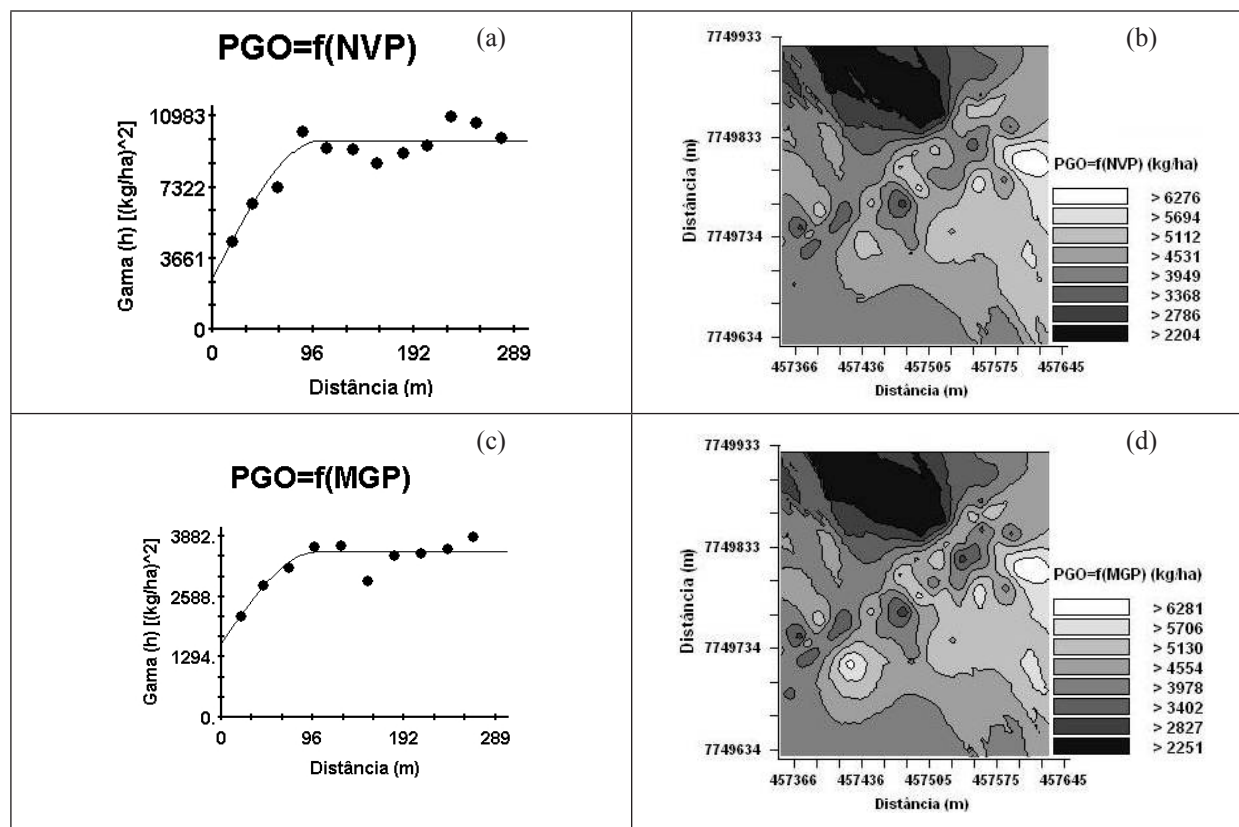 PGO=f(NVP)
(a)
Gama (h) [(kg/ha)^2]
10983
7322
3661
0
0 96 192 289
Distância (m)
(b)
7749933
7749833
7749734
7749634
Distância (m)
457366 457436 457505 457575 457645
Distância (m)
PGO=f(NVP) (kg/ha)
> 6276
> 5694
> 5112
> 4531
> 3949
> 3368
> 2786
> 2204
(c)
PGO=f(MGP)
Gama (h) [(kg/ha)^2]
3882.
2588.
1294.
0.
0 96 192 289
Distância (m)
(d)
7749933
7749833
7749734
7749634
Distância (m)
457366 457436 457505 457575 457645
Distância (m)
PGO=f(MGP) (kg/ha)
> 6281
> 5706
> 5130
> 4554
> 3978
> 3402
> 2827
> 2251